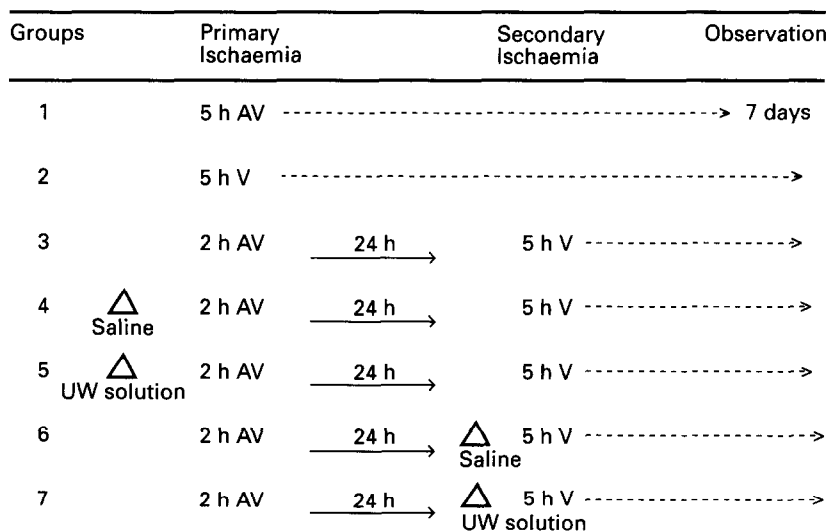 Groups Primary Ischaemia Secondary Ischaemia Observation
1 5 h AV 7 days
2 5 h V
3 2 h AV 24 h 5 h V
4 2 h AV 24 h 5 h V
Saline
5 2 h AV 24 h 5 h V
UW solution
6 2 h AV 24 h 5 h V
Saline
7 2 h AV 24 h 5 h V
UW solution